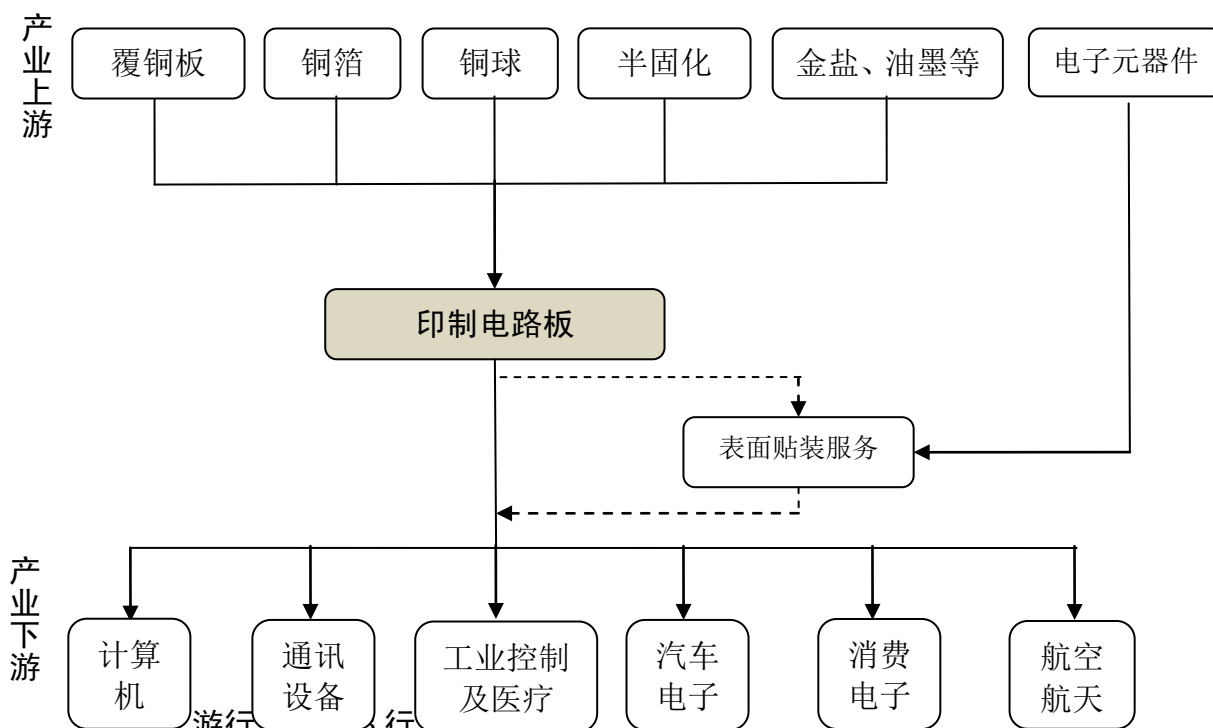 产业上游
覆铜板
铜箔
铜球
半固化
金盐、油墨等
电子元器件
印制电路板
表面贴装服务
产业下游
计算
机
通讯
设备
工业控制
及医疗
汽车
电子
消费
电子
航空
航天
游行
行